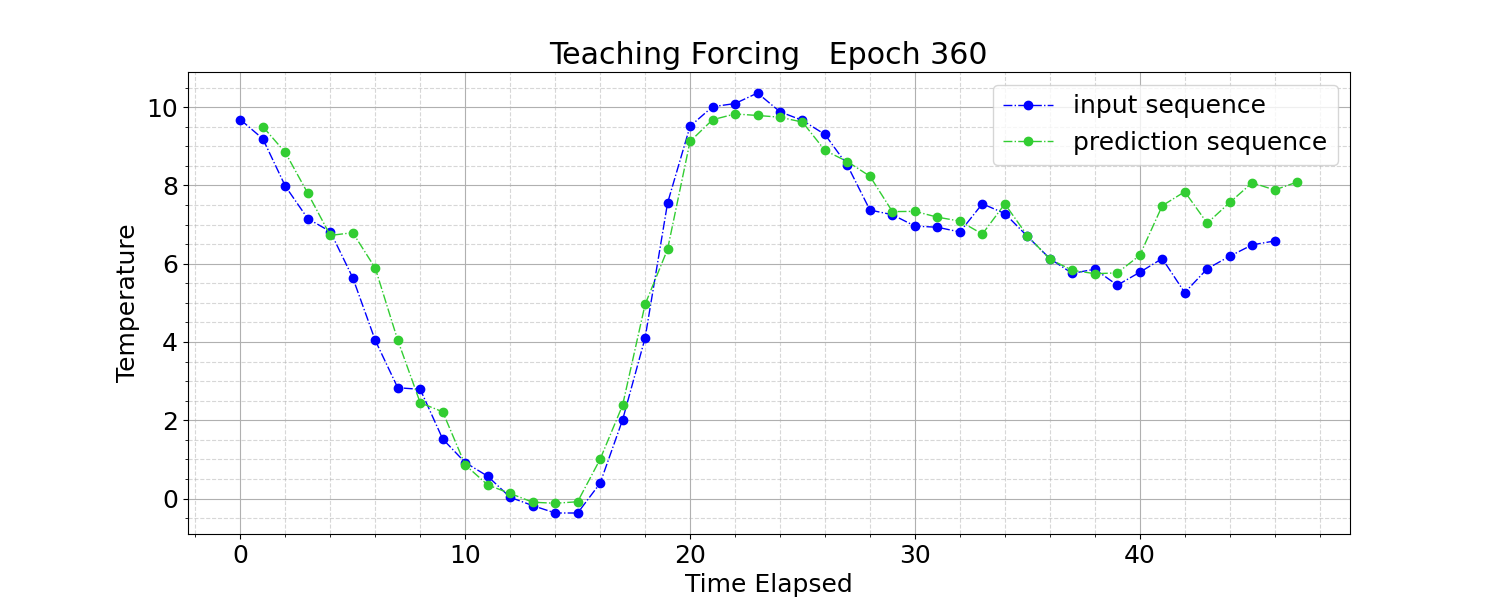 Teaching Forcing   Epoch 360
input sequence
prediction sequence
Temperature
10
8
6
4
2
0
0 10 20 30 40
Time Elapsed